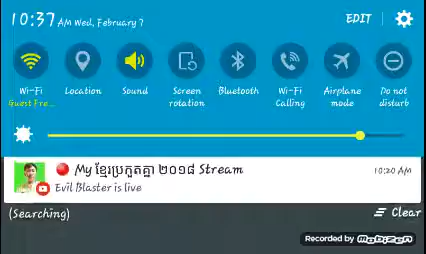 10:37 AM Wed, February 7
EDIT
Wi-Fi
Guest Fre...
Location
Sound
Screen rotation
Bluetooth
Wi-Fi Calling
Airplane mode
Do not disturb
🔴 My ខ្មែរប្រកួតគ្នា ២០១៨ Stream
10:20 AM
Evil Blaster is live
(Searching)
Clear
Recorded by Mobizen